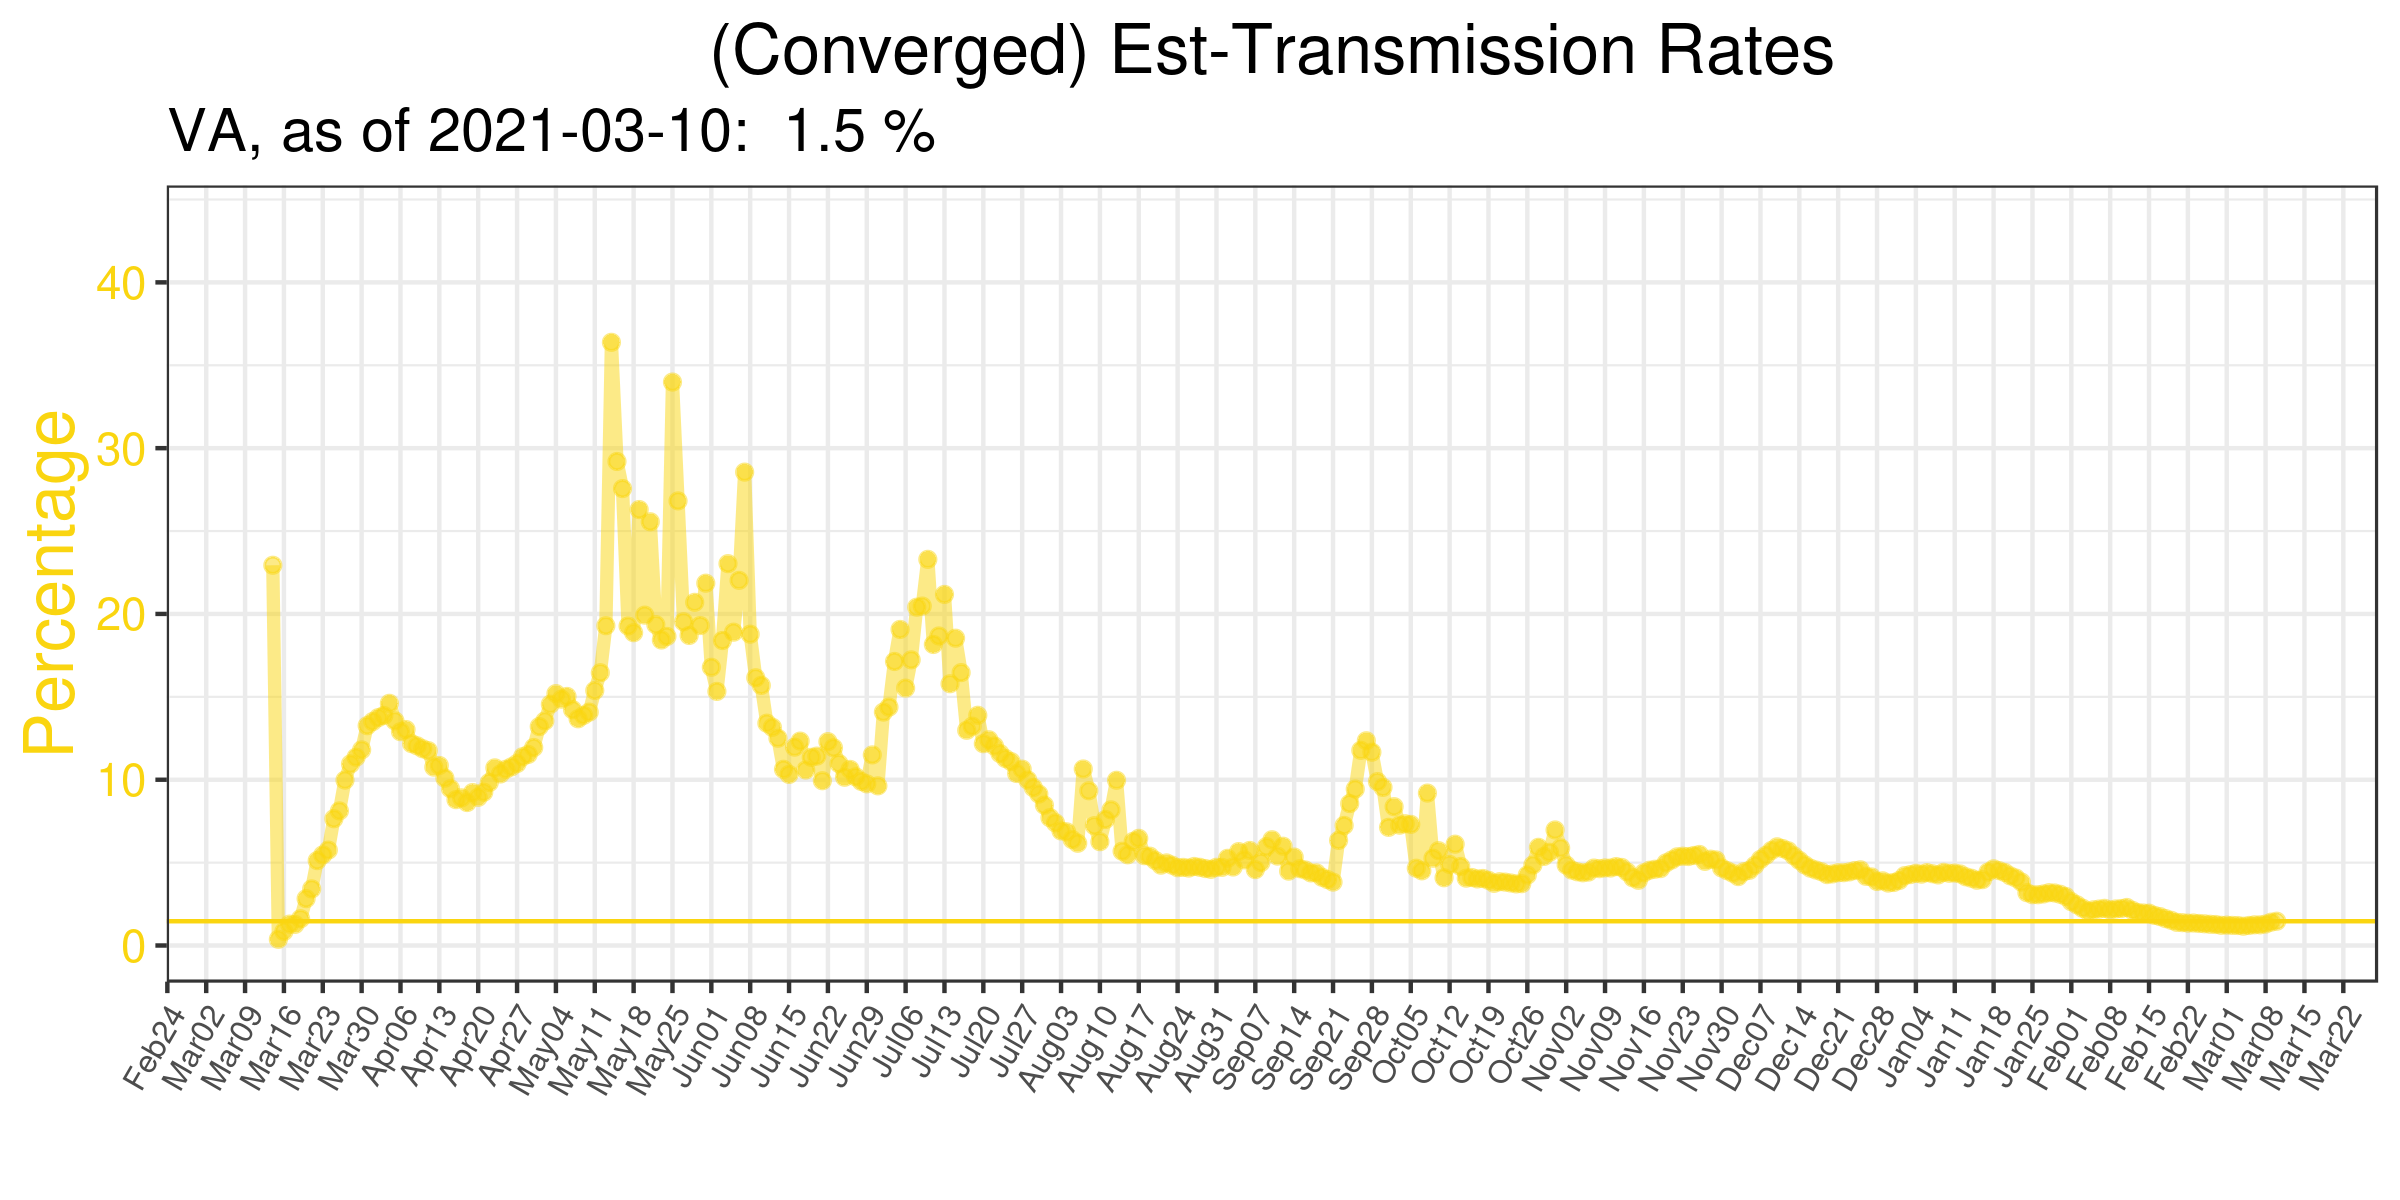 (Converged) Est-Transmission Rates
VA, as of 2021-03-10:  1.5 %
Percentage
40
30
20
10
0
Feb24
Mar02
Mar09
Mar16
Mar23
Mar30
Apr06
Apr13
Apr20
Apr27
May04
May11
May18
May25
Jun01
Jun08
Jun15
Jun22
Jun29
Jul06
Jul13
Jul20
Jul27
Aug03
Aug10
Aug17
Aug24
Aug31
Sep07
Sep14
Sep21
Sep28
Oct05
Oct12
Oct19
Oct26
Nov02
Nov09
Nov16
Nov23
Nov30
Dec07
Dec14
Dec21
Dec28
Jan04
Jan11
Jan18
Jan25
Feb01
Feb08
Feb15
Feb22
Mar01
Mar08
Mar15
Mar22